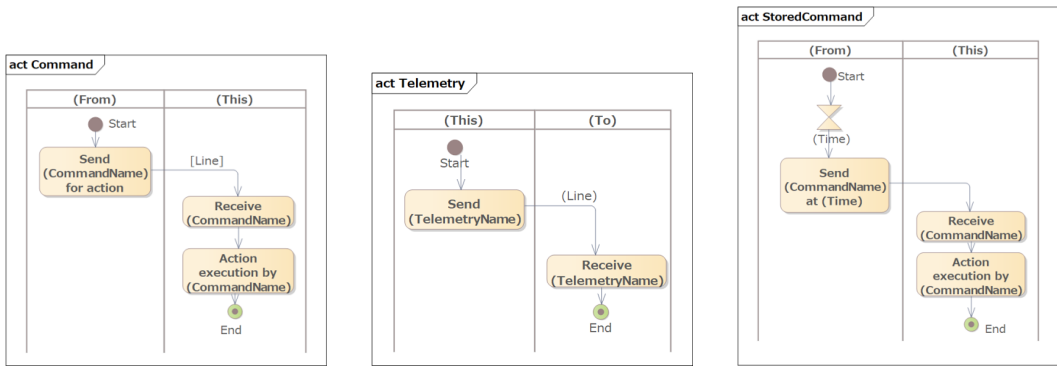 act Command
(From)
(This)
Start
Send
(CommandName)
for action
[Line]
Receive
(CommandName)
Action
execution by
(CommandName)
End
act Telemetry
(This)
(To)
Start
Send
(TelemetryName)
(Line)
Receive
(TelemetryName)
End
act StoredCommand
(From)
(This)
Start
(Time)
Send
(CommandName)
at (Time)
Receive
(CommandName)
Action
execution by
(CommandName)
End